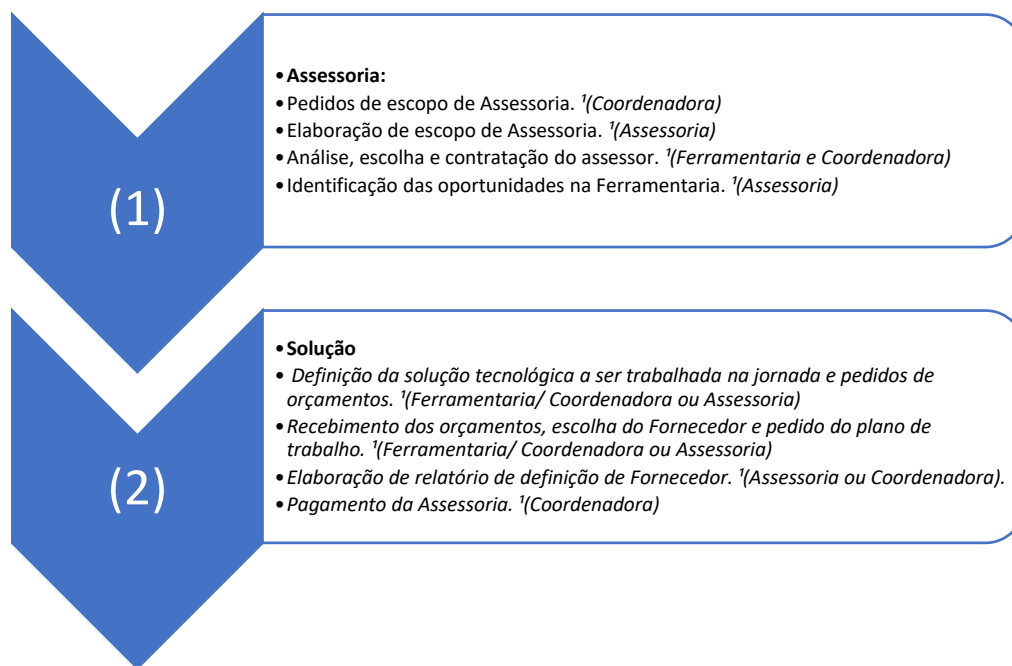 (1)
•Assessoria:
•Pedidos de escopo de Assessoria. ¹(Coordenadora)
•Elaboração de escopo de Assessoria. ¹(Assessoria)
•Análise, escolha e contratação do assessor. ¹(Ferramentaria e Coordenadora)
•Identificação das oportunidades na Ferramentaria. ¹(Assessoria)
(2)
•Solução
• Definição da solução tecnológica a ser trabalhada na jornada e pedidos de
orçamentos. ¹(Ferramentaria/ Coordenadora ou Assessoria)
•Recebimento dos orçamentos, escolha do Fornecedor e pedido do plano de
trabalho. ¹(Ferramentaria/ Coordenadora ou Assessoria)
•Elaboração de relatório de definição de Fornecedor. ¹(Assessoria ou Coordenadora).
•Pagamento da Assessoria. ¹(Coordenadora)